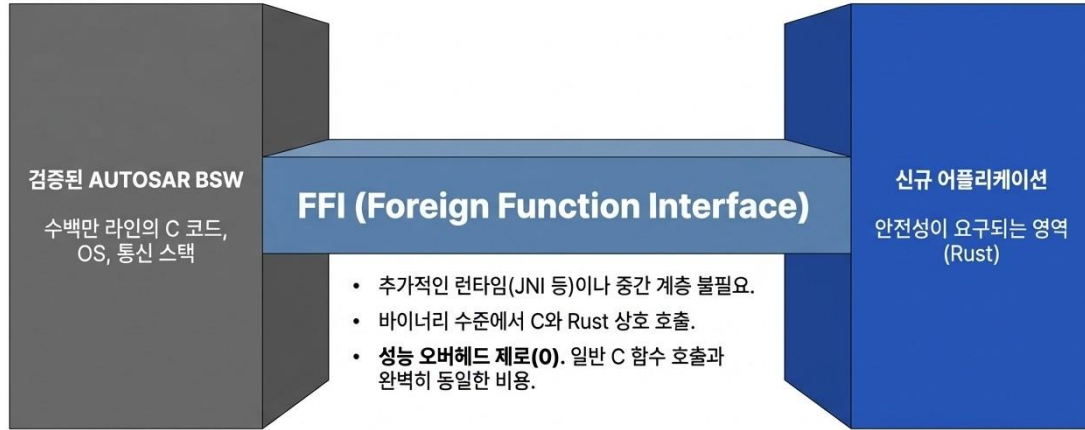 검증된 AUTOSAR BSW
수백만 라인의 C 코드,
OS, 통신 스택
FFI (Foreign Function Interface)
• 추가적인 런타임(JNI 등)이나 중간 계층 불필요.
• 바이너리 수준에서 C와 Rust 상호 호출.
• 성능 오버헤드 제로(0). 일반 C 함수 호출과
완벽히 동일한 비용.
신규 어플리케이션
안전성이 요구되는 영역
(Rust)